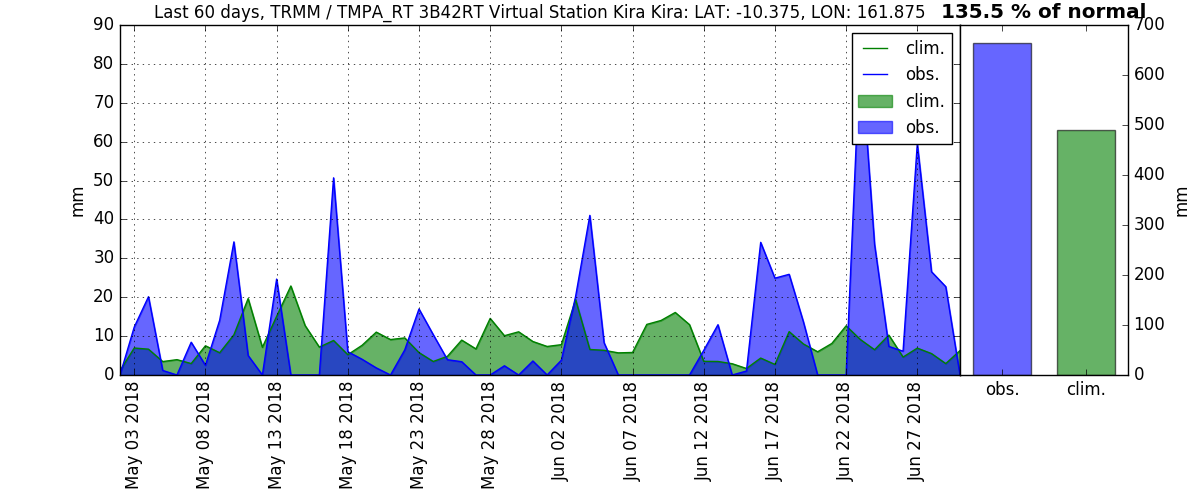 Last 60 days, TRMM / TMPA_RT 3B42RT Virtual Station Kira Kira: LAT: -10.375, LON: 161.875 135.5 % of normal
90
80
70
60
50
40
30
20
10
0
mm
clim.
obs.
clim.
obs.
700
600
500
400
300
200
100
0
mm
May 03 2018
May 08 2018
May 13 2018
May 18 2018
May 23 2018
May 28 2018
Jun 02 2018
Jun 07 2018
Jun 12 2018
Jun 17 2018
Jun 22 2018
Jun 27 2018
obs.
clim.